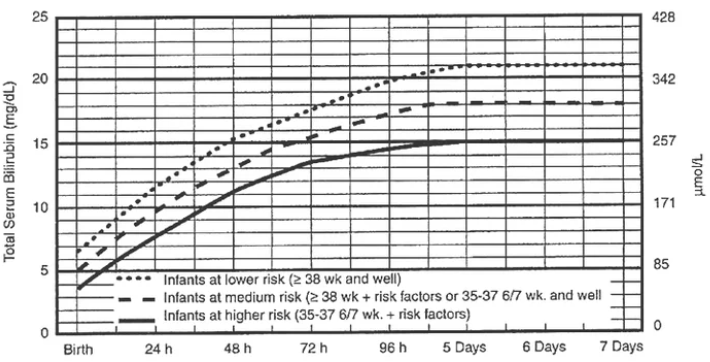 25
20
15
10
5
0
Total Serum Bilirubin (mg/dL)
428
342
257
171
85
0
μmol/L
Infants at lower risk (≥ 38 wk and well)
Infants at medium risk (≥ 38 wk + risk factors or 35-37 6/7 wk. and well
Infants at higher risk (35-37 6/7 wk. + risk factors)
Birth 24 h 48 h 72 h 96 h 5 Days 6 Days 7 Days